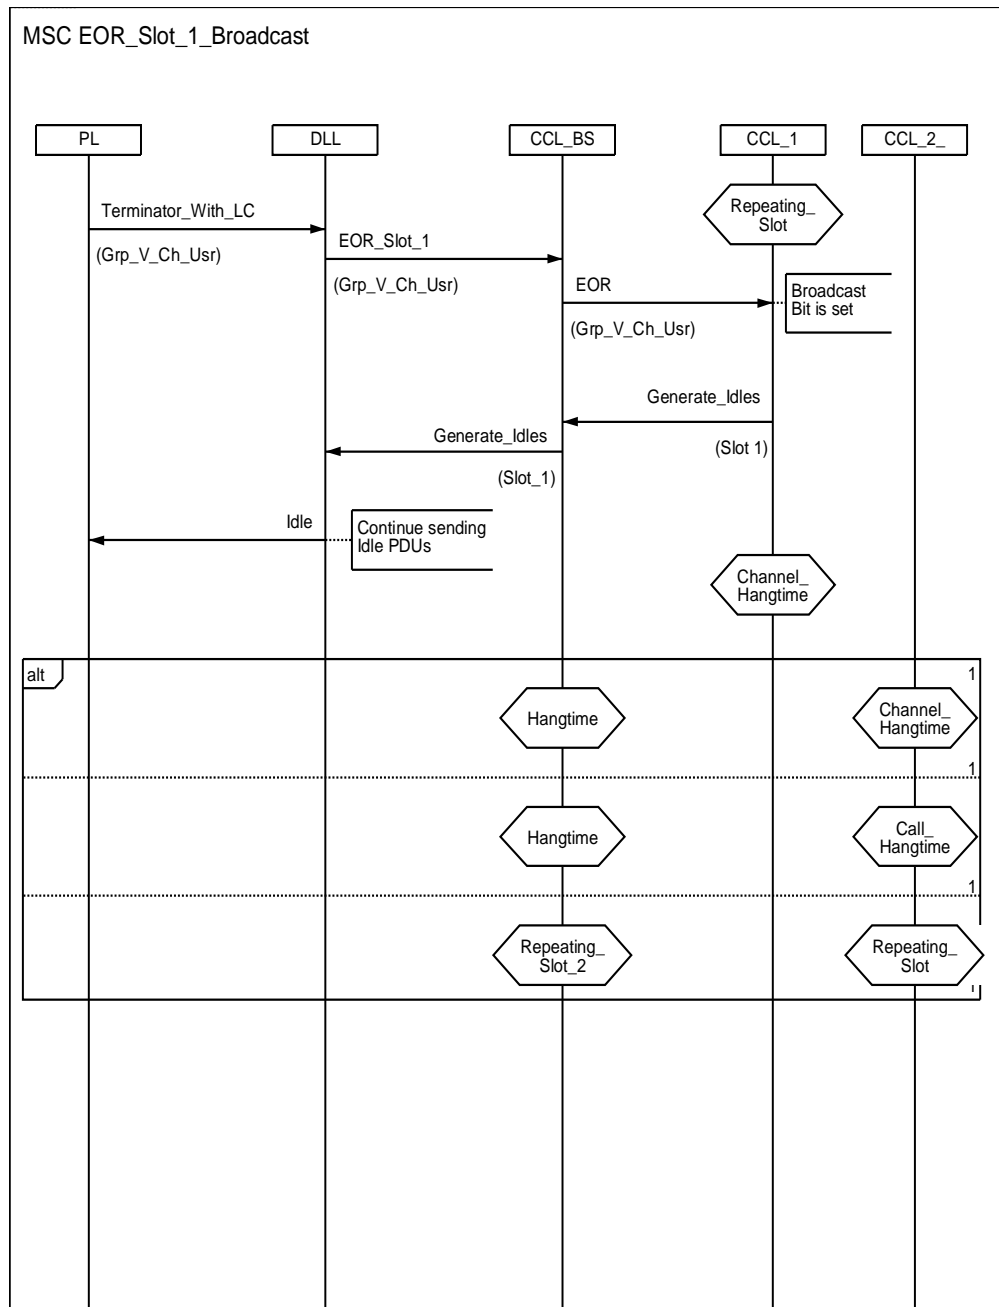 MSC EOR_Slot_1_Broadcast
PL
DLL
CCL_BS
CCL_1
CCL_2_
Repeating_
Slot
Terminator_With_LC
(Grp_V_Ch_Usr)
EOR_Slot_1
(Grp_V_Ch_Usr)
EOR
(Grp_V_Ch_Usr)
Broadcast
Bit is set
Generate_Idles
(Slot 1)
Generate_Idles
(Slot_1)
Idle
Continue sending
Idle PDUs
Channel_
Hangtime
alt
1
Hangtime
Channel_
Hangtime
1
Hangtime
Call_
Hangtime
1
Repeating_
Slot_2
Repeating_
Slot